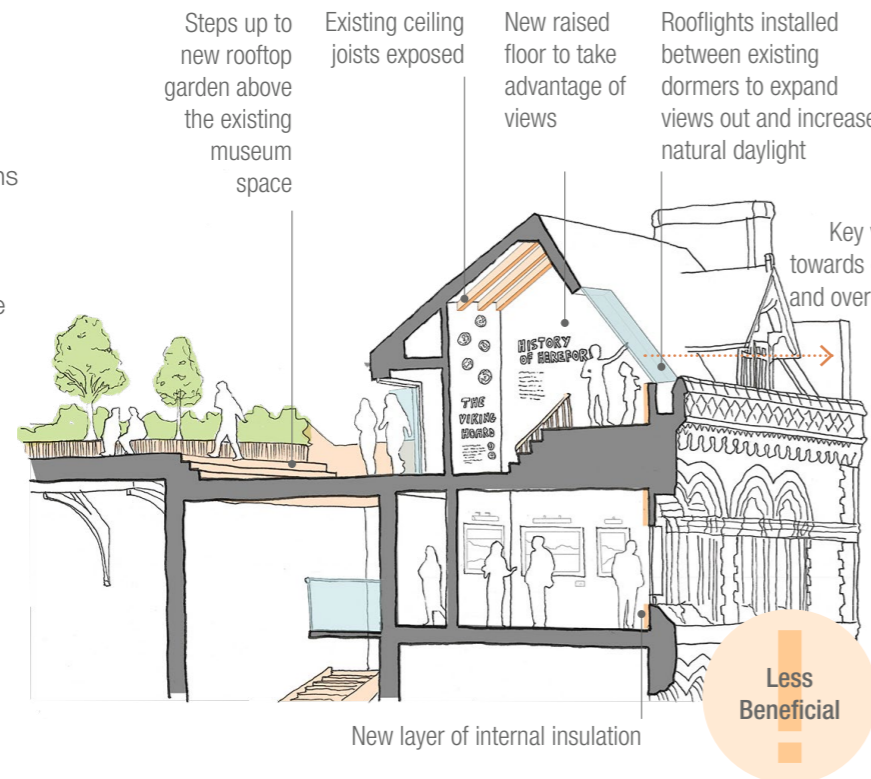 Steps up to
new rooftop
garden above
the existing
museum
space
Existing ceiling
joists exposed
New raised
floor to take
advantage of
views
Rooflights installed
between existing
dormers to expand
views out and increase
natural daylight
Key
towards
and over
HISTORY
OF HEREFOR
THE
VIKING
HOARD
New layer of internal insulation
Less
Beneficial